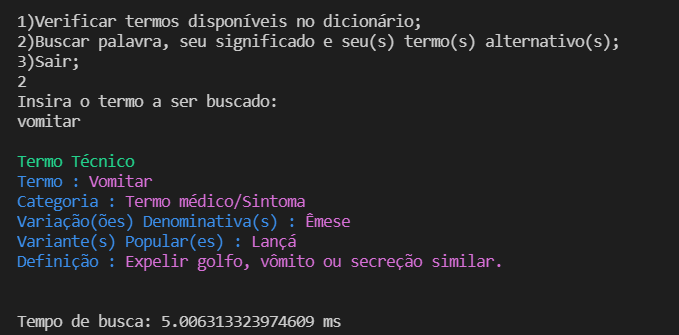 1)Verificar termos disponíveis no dicionário;
2)Buscar palavra, seu significado e seu(s) termo(s) alternativo(s);
3)Sair;
2
Insira o termo a ser buscado:
vomitar
Termo Técnico
Termo : Vomitar
Categoria : Termo médico/Sintoma
Variação(ões) Denominativa(s) : Êmese
Variante(s) Popular(es) : Lançá
Definição : Expelir golfo, vômito ou secreção similar.
Tempo de busca: 5.006313323974609 ms